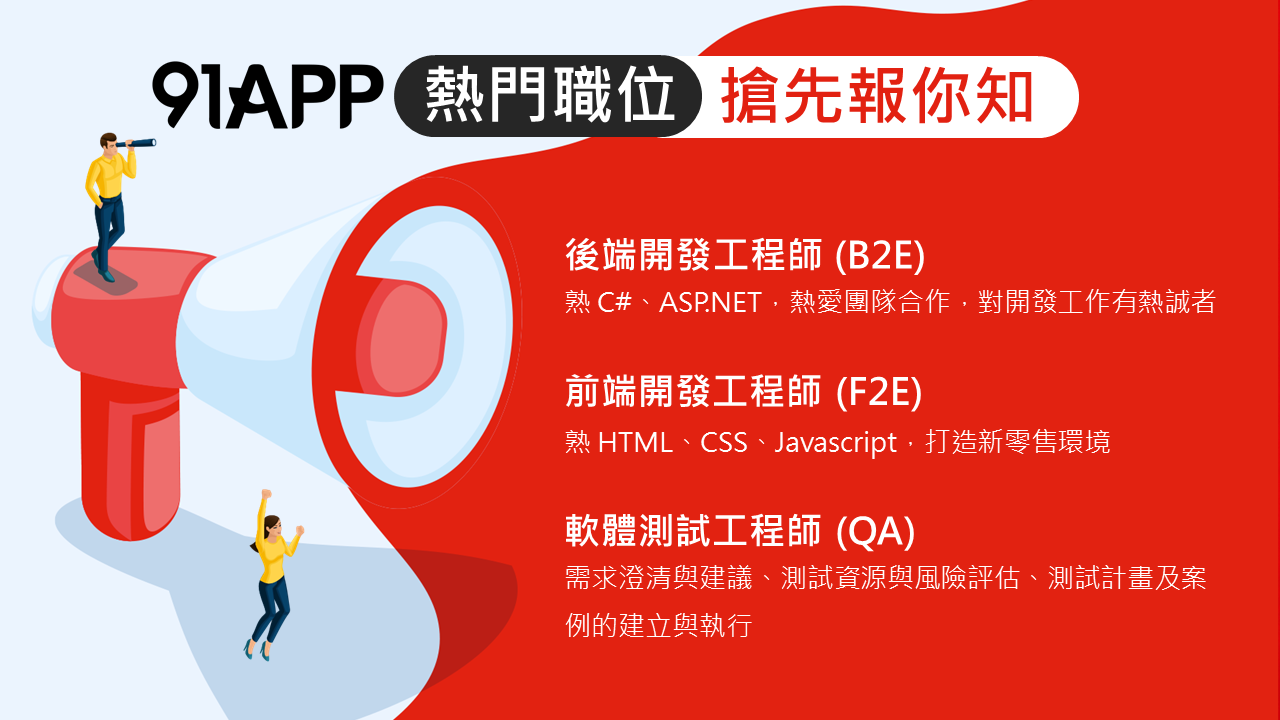 91APP 熱門職位 搶先報你知
後端開發工程師 (B2E)
熟 C#、ASP.NET，熱愛團隊合作，對開發工作有熱誠者
前端開發工程師 (F2E)
熟 HTML、CSS、Javascript，打造新零售環境
軟體測試工程師 (QA)
需求澄清與建議、測試資源與風險評估、測試計畫及案
例的建立與執行